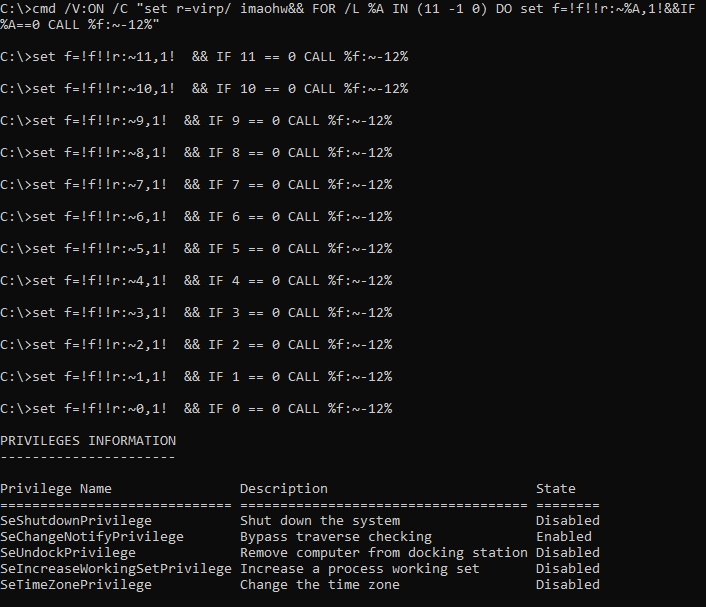 C:\>cmd /V:ON /C "set r=virp/ imaohw&& FOR /L %A IN (11 -1 0) DO set f=!f!!r:~%A,1!&&IF
%A==0 CALL %f:~-12%"
C:\>set f=!f!!r:~11,1!  && IF 11 == 0 CALL %f:~-12%
C:\>set f=!f!!r:~10,1!  && IF 10 == 0 CALL %f:~-12%
C:\>set f=!f!!r:~9,1!  && IF 9 == 0 CALL %f:~-12%
C:\>set f=!f!!r:~8,1!  && IF 8 == 0 CALL %f:~-12%
C:\>set f=!f!!r:~7,1!  && IF 7 == 0 CALL %f:~-12%
C:\>set f=!f!!r:~6,1!  && IF 6 == 0 CALL %f:~-12%
C:\>set f=!f!!r:~5,1!  && IF 5 == 0 CALL %f:~-12%
C:\>set f=!f!!r:~4,1!  && IF 4 == 0 CALL %f:~-12%
C:\>set f=!f!!r:~3,1!  && IF 3 == 0 CALL %f:~-12%
C:\>set f=!f!!r:~2,1!  && IF 2 == 0 CALL %f:~-12%
C:\>set f=!f!!r:~1,1!  && IF 1 == 0 CALL %f:~-12%
C:\>set f=!f!!r:~0,1!  && IF 0 == 0 CALL %f:~-12%
PRIVILEGES INFORMATION
----------------------
Privilege Name                Description                          State
============================= ==================================== ========
SeShutdownPrivilege           Shut down the system                 Disabled
SeChangeNotifyPrivilege       Bypass traverse checking             Enabled
SeUndockPrivilege             Remove computer from docking station Disabled
SeIncreaseWorkingSetPrivilege Increase a process working set       Disabled
SeTimeZonePrivilege           Change the time zone                 Disabled